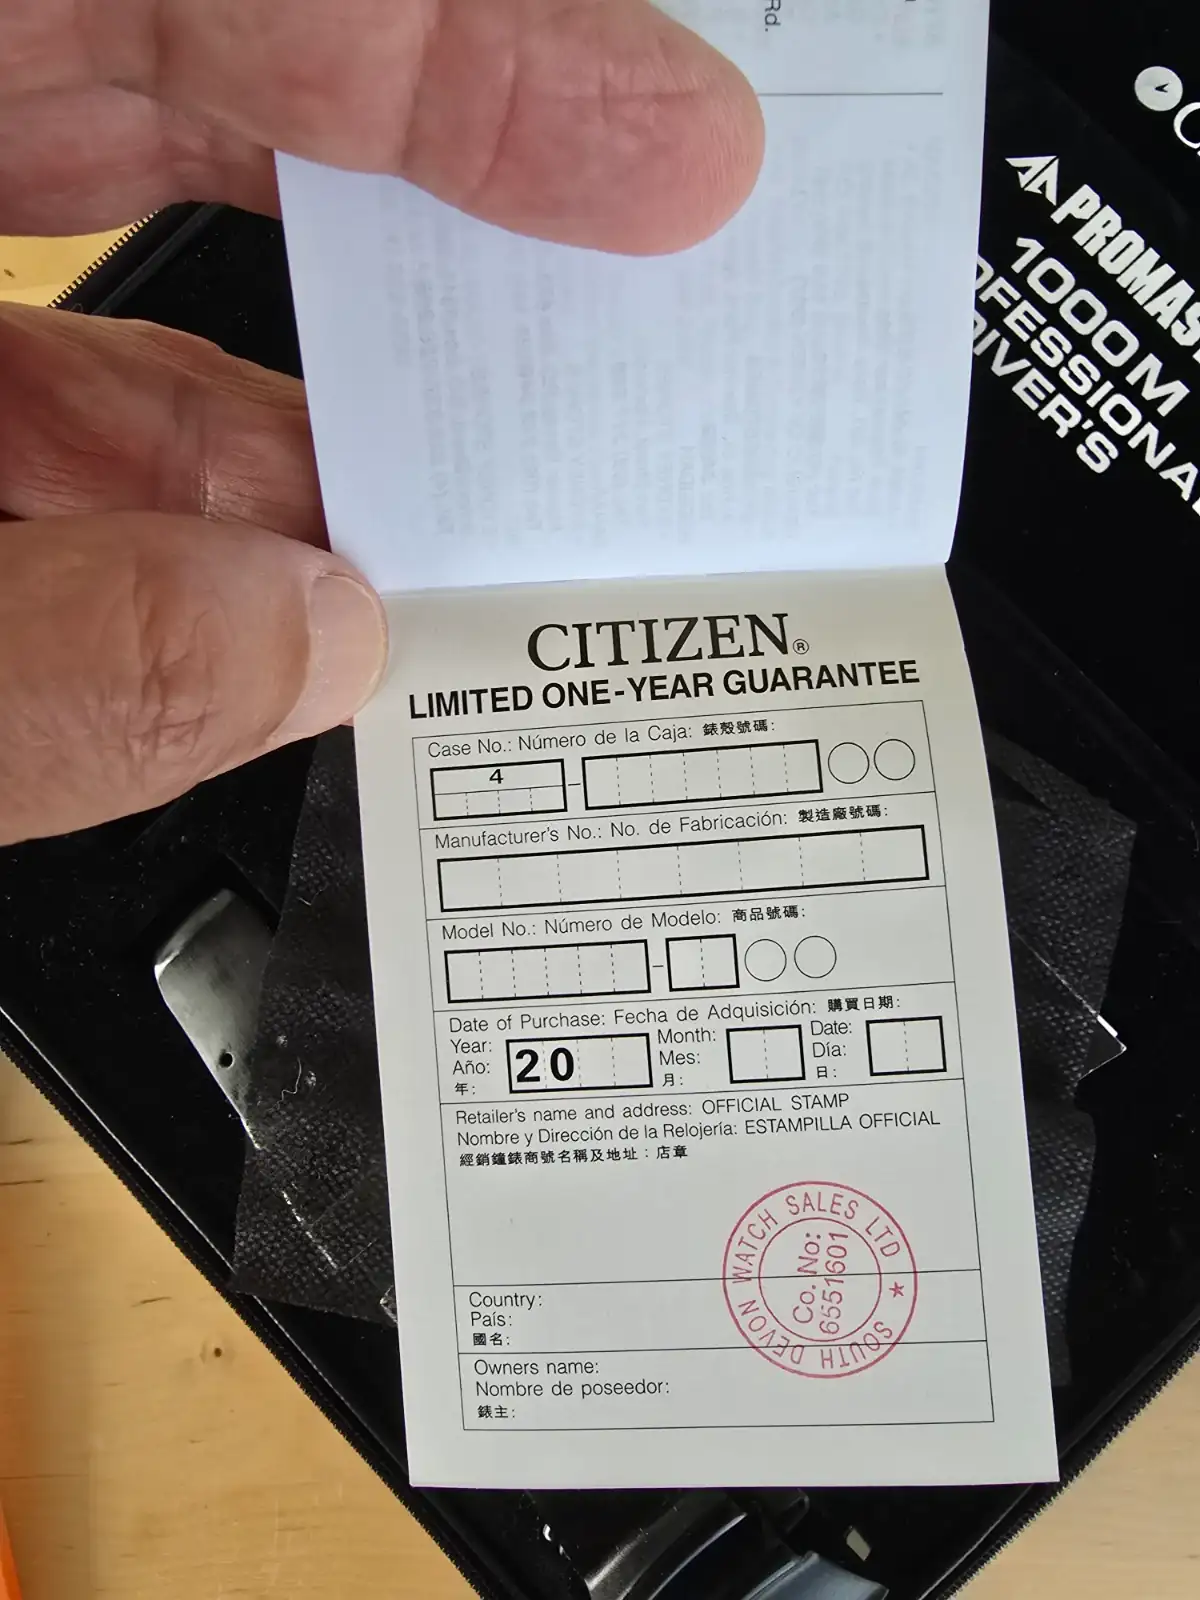 Rd.
PROMAS
1000M
OFESSIONAL
DIVER'S
CITIZEN®
LIMITED ONE-YEAR GUARANTEE
Case No.: Número de la Caja: 錶殼號碼:
4
-
Manufacturer's No.: No. de Fabricación: 製造廠號碼:
Model No.: Número de Modelo: 商品號碼:
-
Date of Purchase: Fecha de Adquisición: 購買日期:
Year: Año: 年: 20 Month: Mes: 月: Date: Día: 日:
Retailer's name and address: OFFICIAL STAMP
Nombre y Dirección de la Relojería: ESTAMPILLA OFFICIAL
經銷鐘錶商號名稱及地址：店章
SOUTH DEVON WATCH SALES LTD ★
Co. No:
6551601
Country:
País:
國名:
Owners name:
Nombre de poseedor:
錶主: